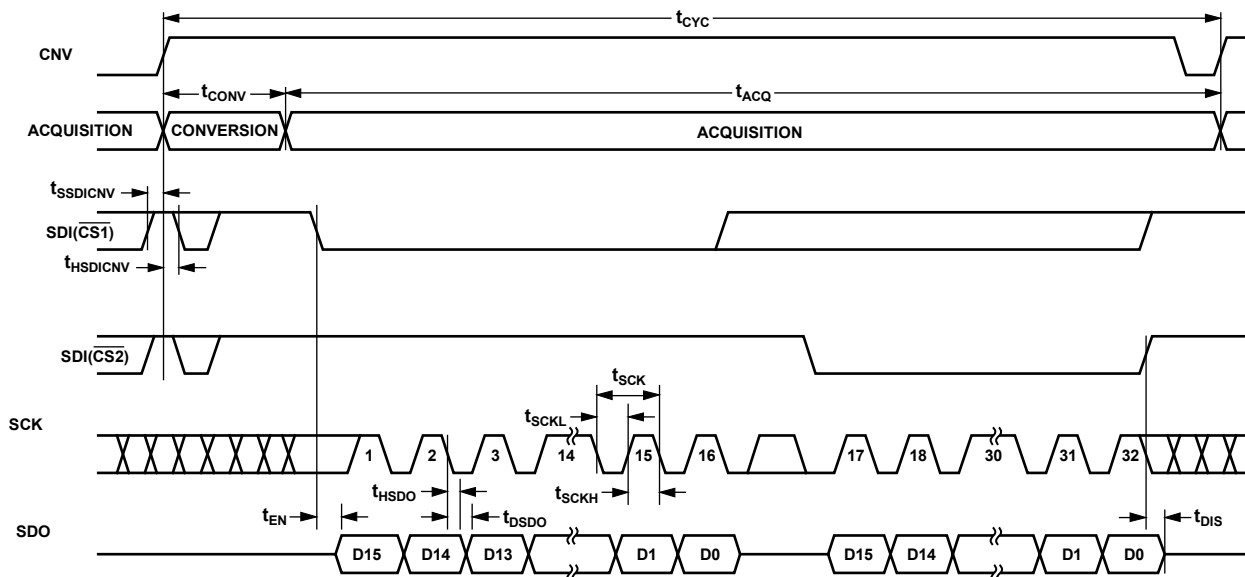 tCYC
CNV
tCONV
tACQ
ACQUISITION
CONVERSION
ACQUISITION
tSSDICNV
SDI(CS1)
tHSDICNV
SDI(CS2)
tSCK
tSCKL
SCK
1 2 3 14 15 16 17 18 30 31 32
tHSDO
tSCKH
tEN
tDSDO
tDIS
SDO
D15 D14 D13 D1 D0 D15 D14 D1 D0